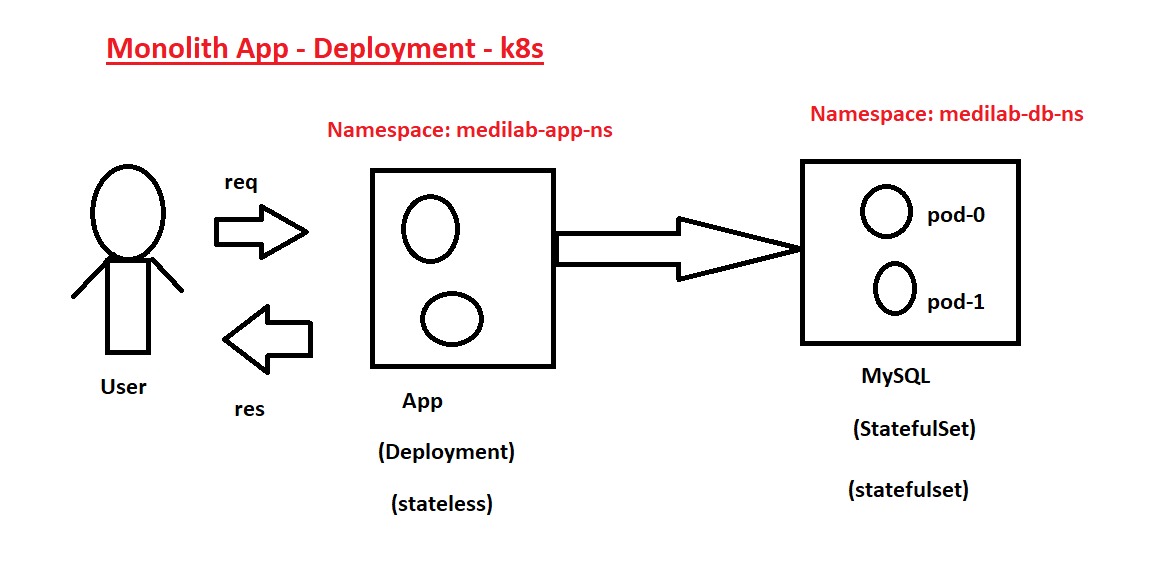 Monolith App - Deployment - k8s
Namespace: medilab-app-ns
Namespace: medilab-db-ns
req
res
User
App
(Deployment)
(stateless)
pod-0
pod-1
MySQL
(StatefulSet)
(statefulset)